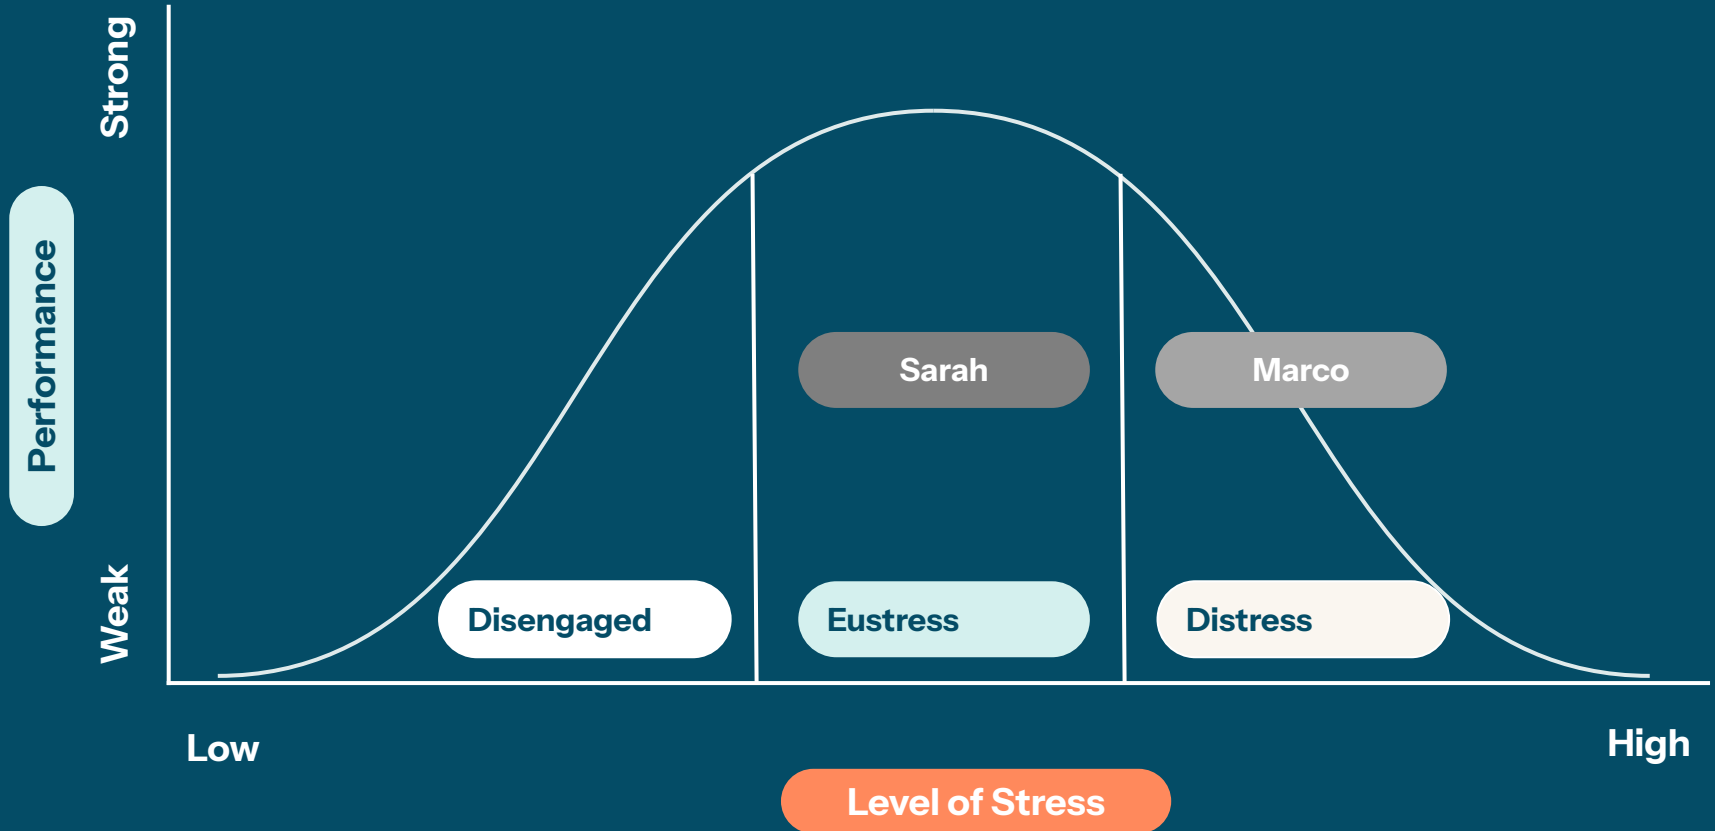 Strong
Performance
Weak
Sarah
Marco
Disengaged
Eustress
Distress
Low
High
Level of Stress